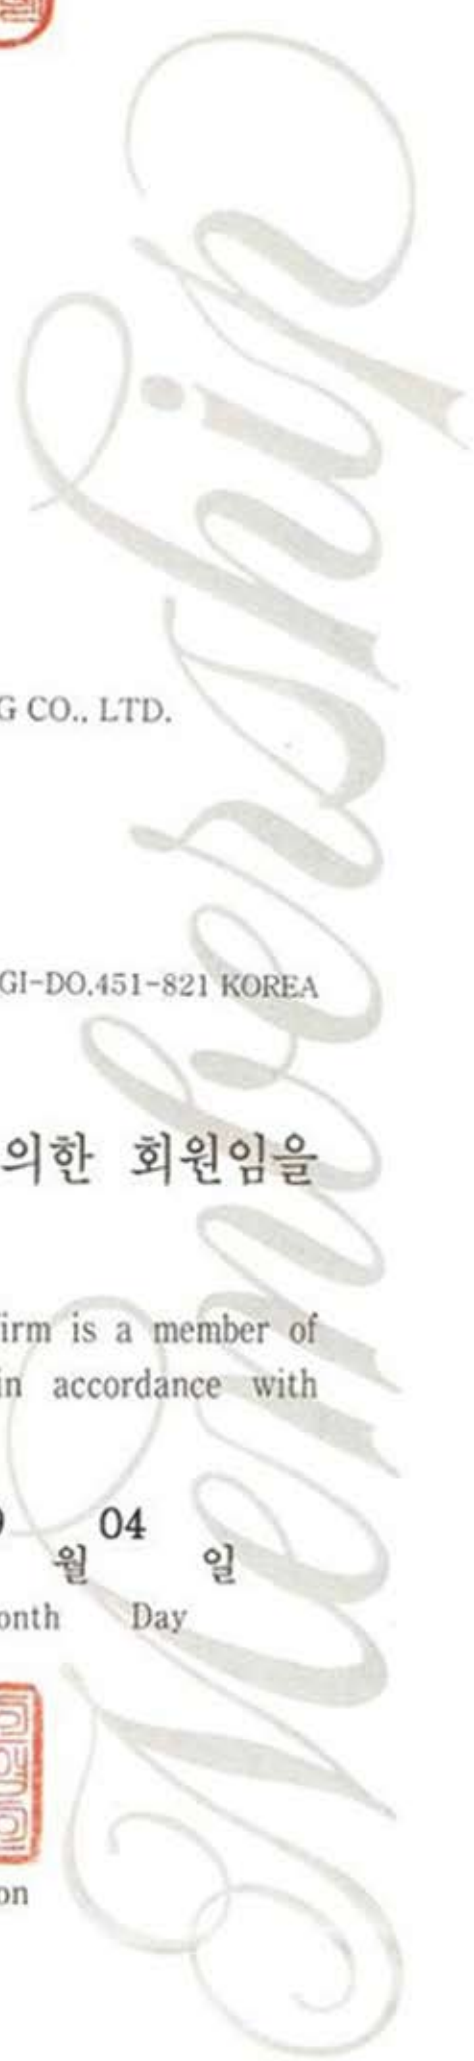 G CO., LTD.
GI-DO.451-821 KOREA
의한 회원임을
irm is a member of
in accordance with
04
월 일
onth Day
on
Membership